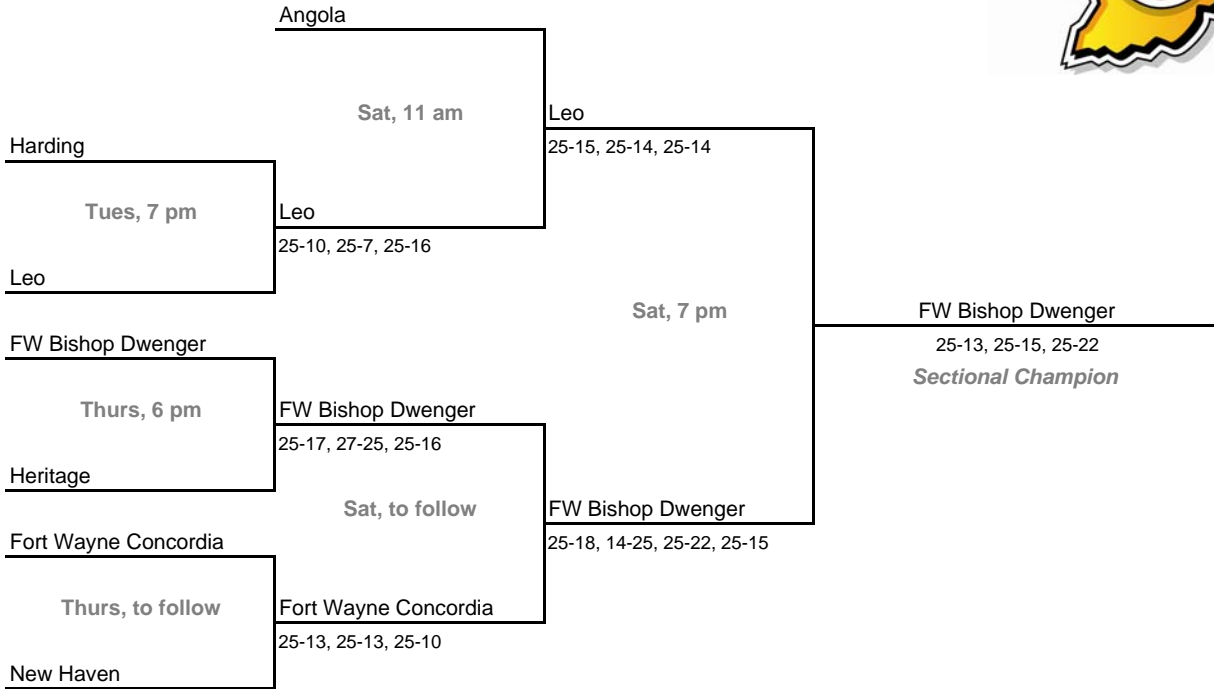 Angola
Sat, 11 am
Leo
Harding
25-15, 25-14, 25-14
Tues, 7 pm
Leo
25-10, 25-7, 25-16
Leo
Sat, 7 pm
FW Bishop Dwenger
FW Bishop Dwenger
25-13, 25-15, 25-22
Sectional Champion
Thurs, 6 pm
FW Bishop Dwenger
25-17, 27-25, 25-16
Heritage
Sat, to follow
FW Bishop Dwenger
Fort Wayne Concordia
25-18, 14-25, 25-22, 25-15
Thurs, to follow
Fort Wayne Concordia
25-13, 25-13, 25-10
New Haven